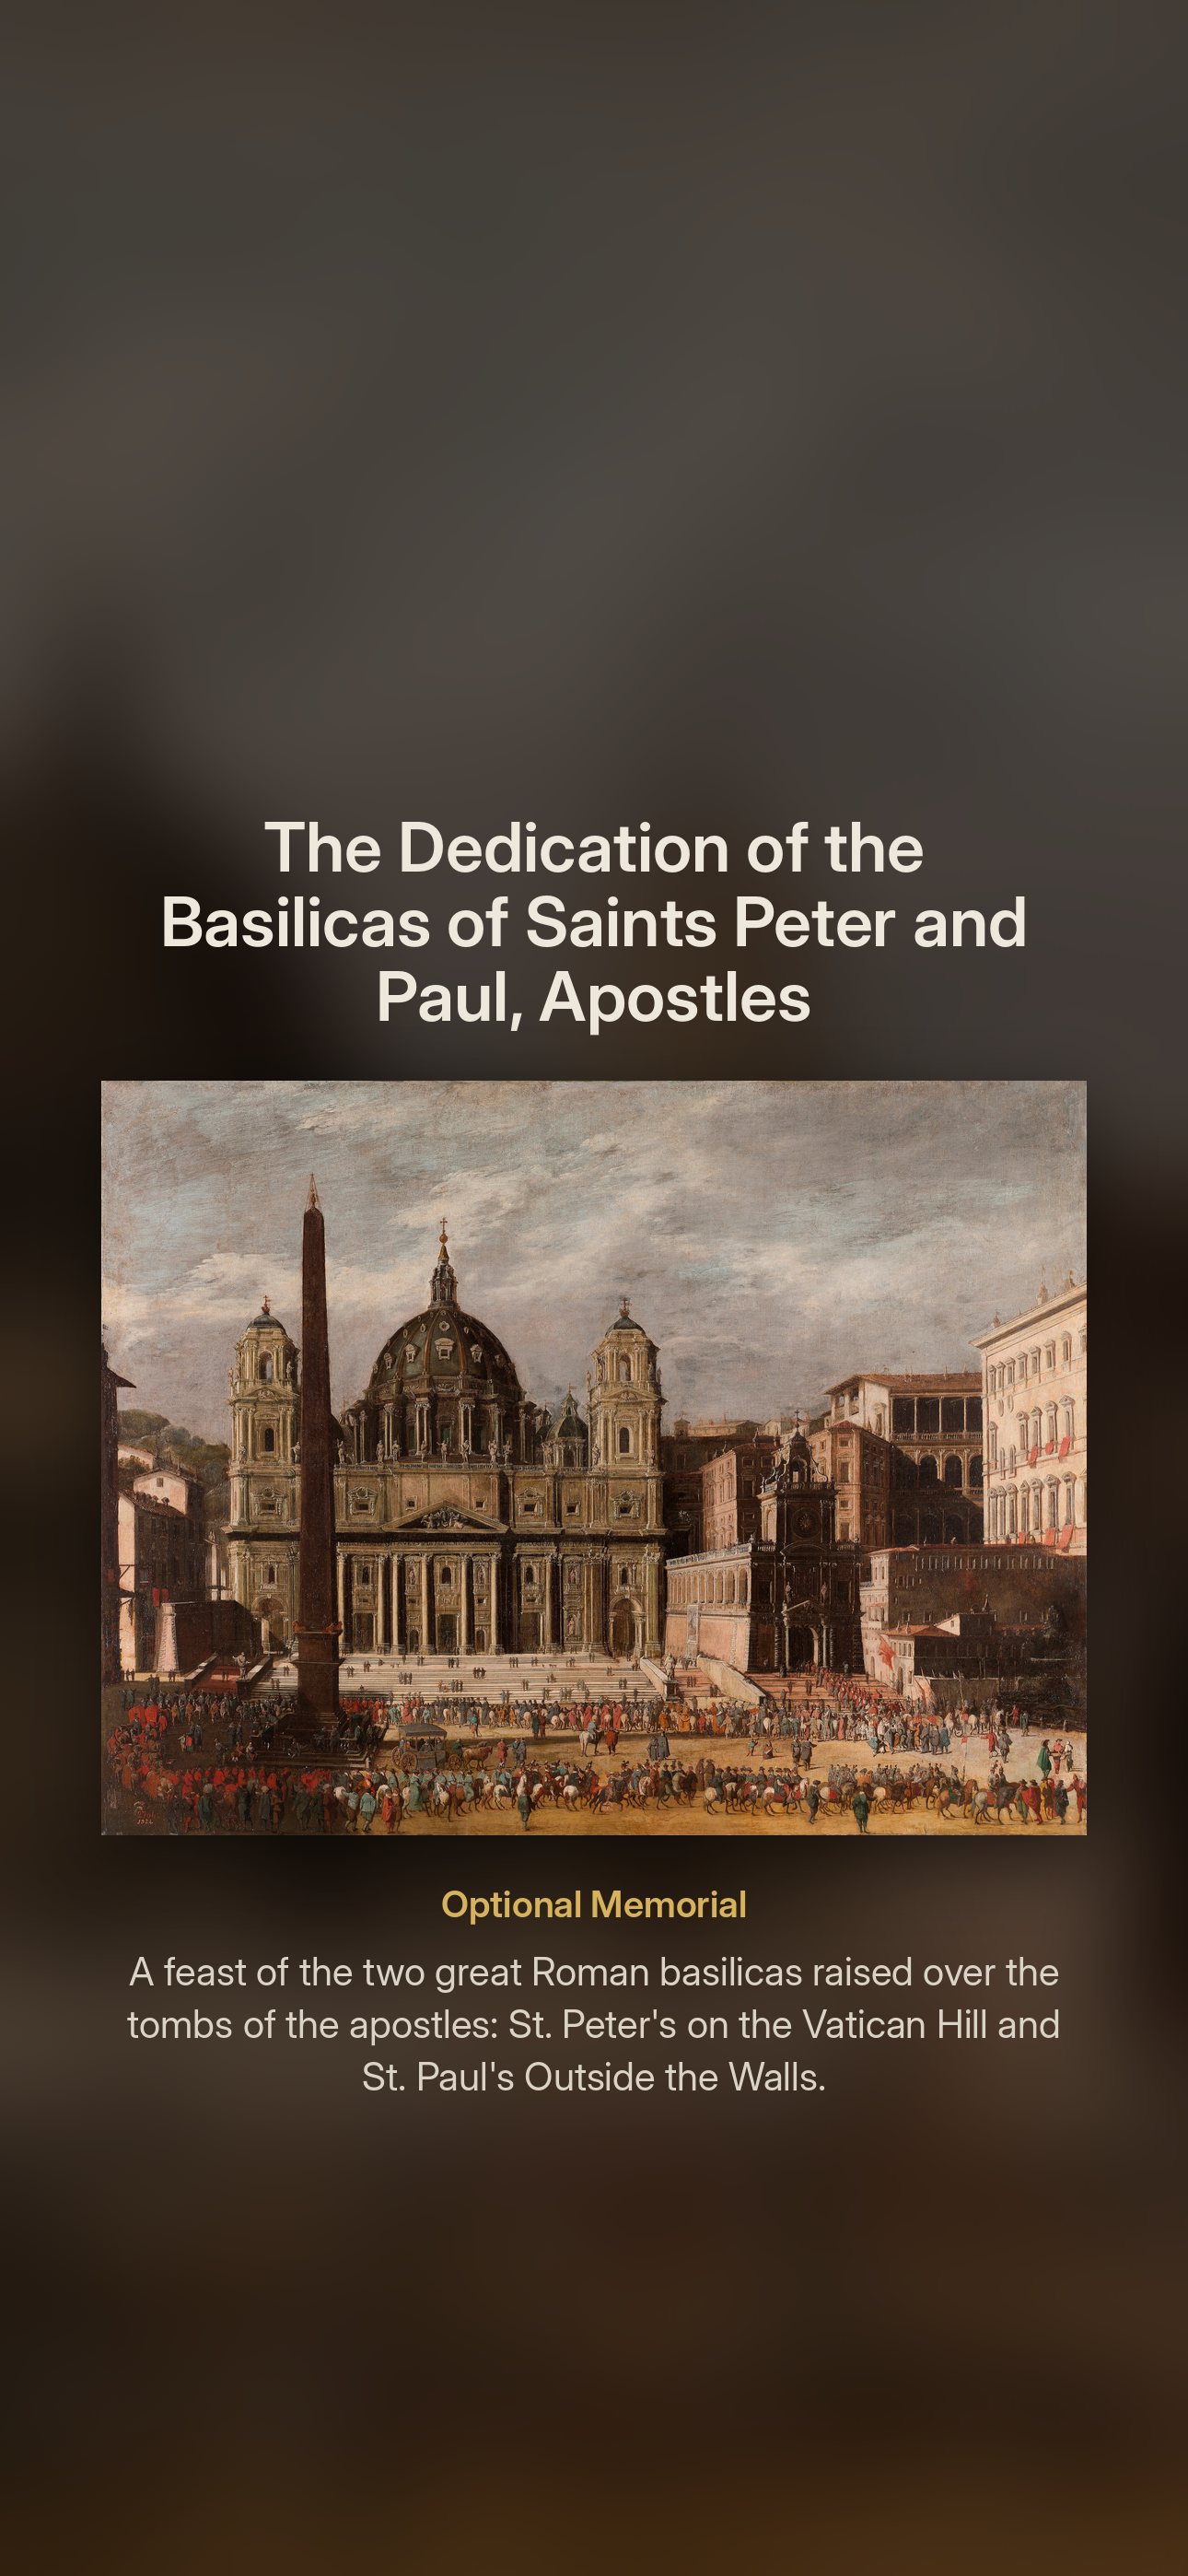 The Dedication of the
Basilicas of Saints Peter and
Paul, Apostles
Optional Memorial
A feast of the two great Roman basilicas raised over the
tombs of the apostles: St. Peter's on the Vatican Hill and
St. Paul's Outside the Walls.